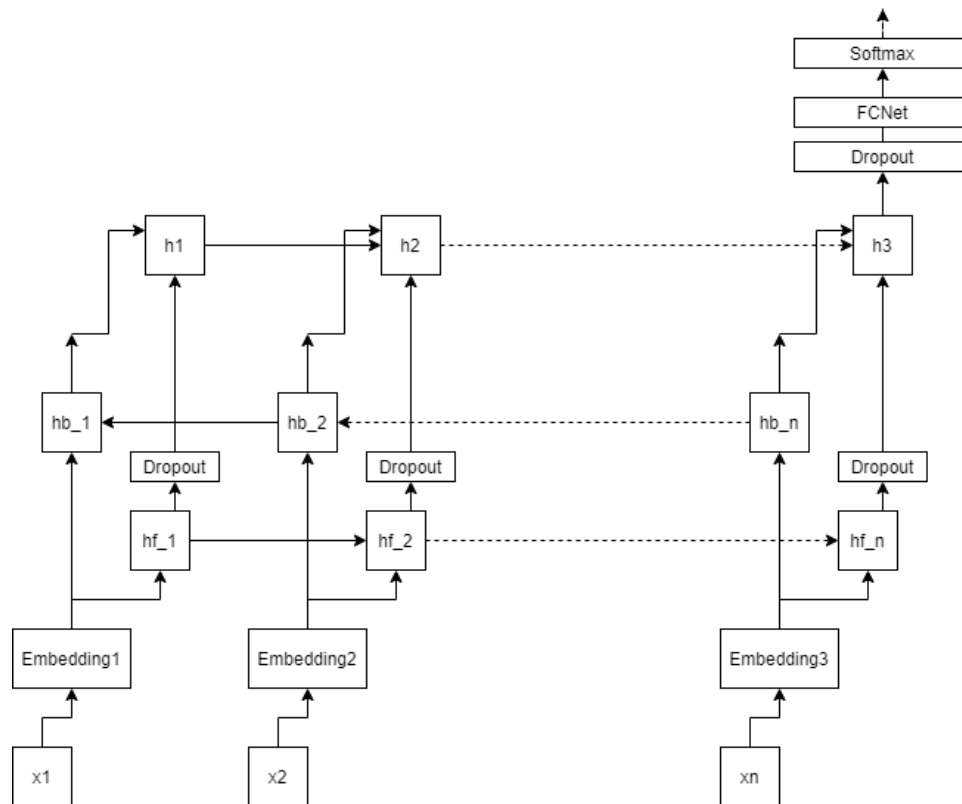 Softmax
FCNet
Dropout
h1
h2
h3
hb_1
hb_2
hb_n
Dropout
Dropout
Dropout
hf_1
hf_2
hf_n
Embedding1
Embedding2
Embedding3
x1
x2
xn